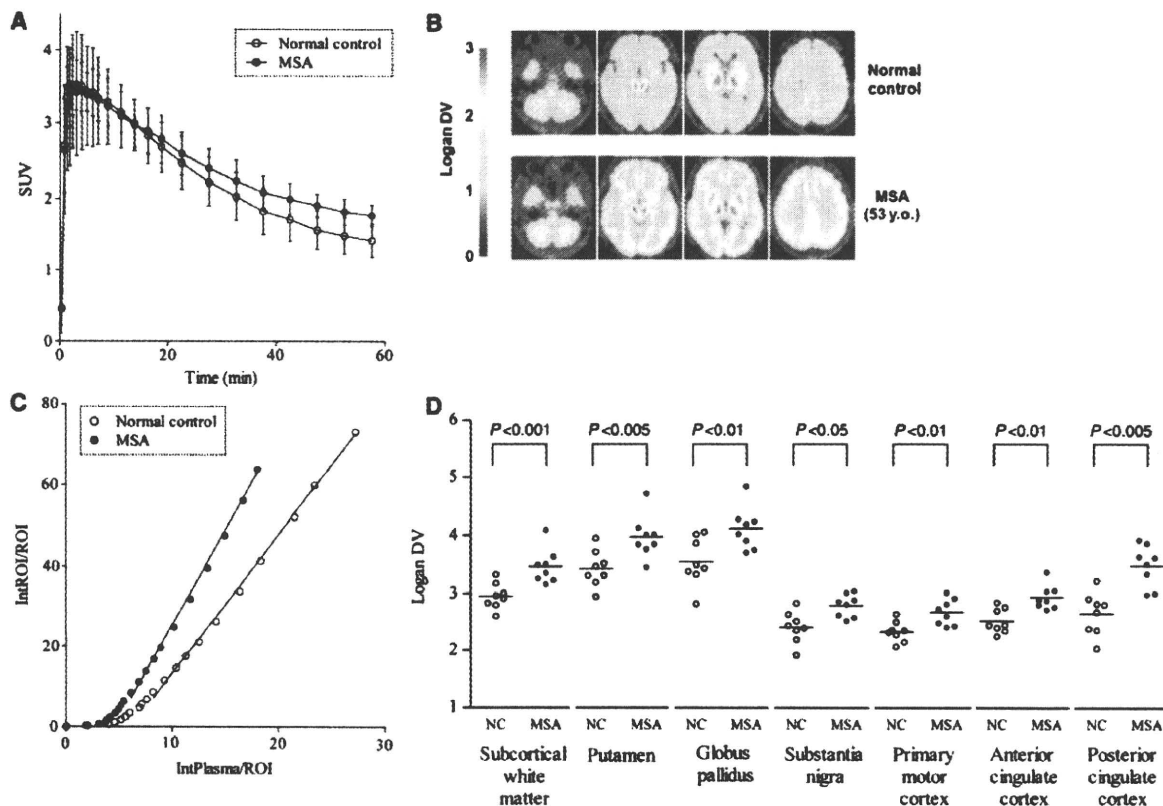 A
Normal control
MSA
4
3
2
1
0
SUV
0
20
40
60
Time (min)
B
3
2
1
0
Logan DV
Normal
control
MSA
(53 y.o.)
C
Normal control
MSA
80
60
40
20
0
IntROI/ROI
0
10
20
30
IntPlasma/ROI
D
6
5
4
3
2
1
Logan DV
P<0.001
P<0.005
P<0.01
P<0.05
P<0.01
P<0.01
P<0.005
NC MSA NC MSA NC MSA NC MSA NC MSA NC MSA NC MSA
Subcortical
white
matter
Putamen
Globus
pallidus
Substantia
nigra
Primary
motor
cortex
Anterior
cingulate
cortex
Posterior
cingulate
cortex